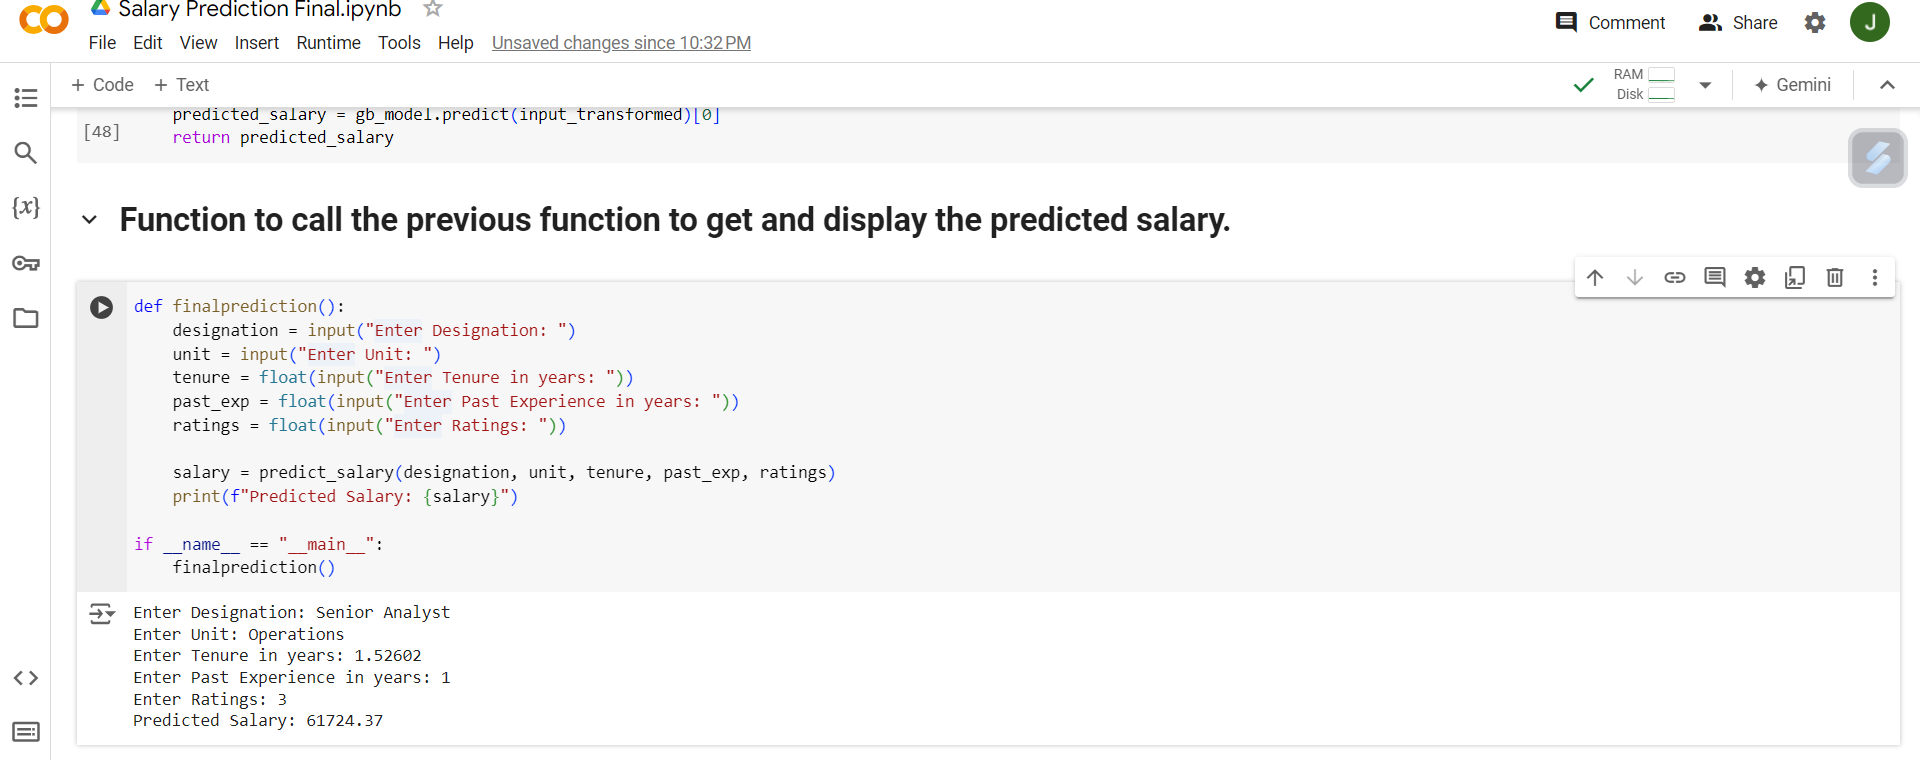 Salary Prediction Final.ipynb
File Edit View Insert Runtime Tools Help Unsaved changes since 10:32 PM
Comment Share J
+ Code + Text
RAM
Disk
Gemini
[48]
predicted_salary = gb_model.predict(input_transformed)[0]
return predicted_salary
{x}
Function to call the previous function to get and display the predicted salary.
def finalprediction():
designation = input("Enter Designation: ")
unit = input("Enter Unit: ")
tenure = float(input("Enter Tenure in years: "))
past_exp = float(input("Enter Past Experience in years: "))
ratings = float(input("Enter Ratings: "))
salary = predict_salary(designation, unit, tenure, past_exp, ratings)
print(f"Predicted Salary: {salary}")
if __name__ == "__main__":
finalprediction()
Enter Designation: Senior Analyst
Enter Unit: Operations
Enter Tenure in years: 1.52602
Enter Past Experience in years: 1
Enter Ratings: 3
Predicted Salary: 61724.37